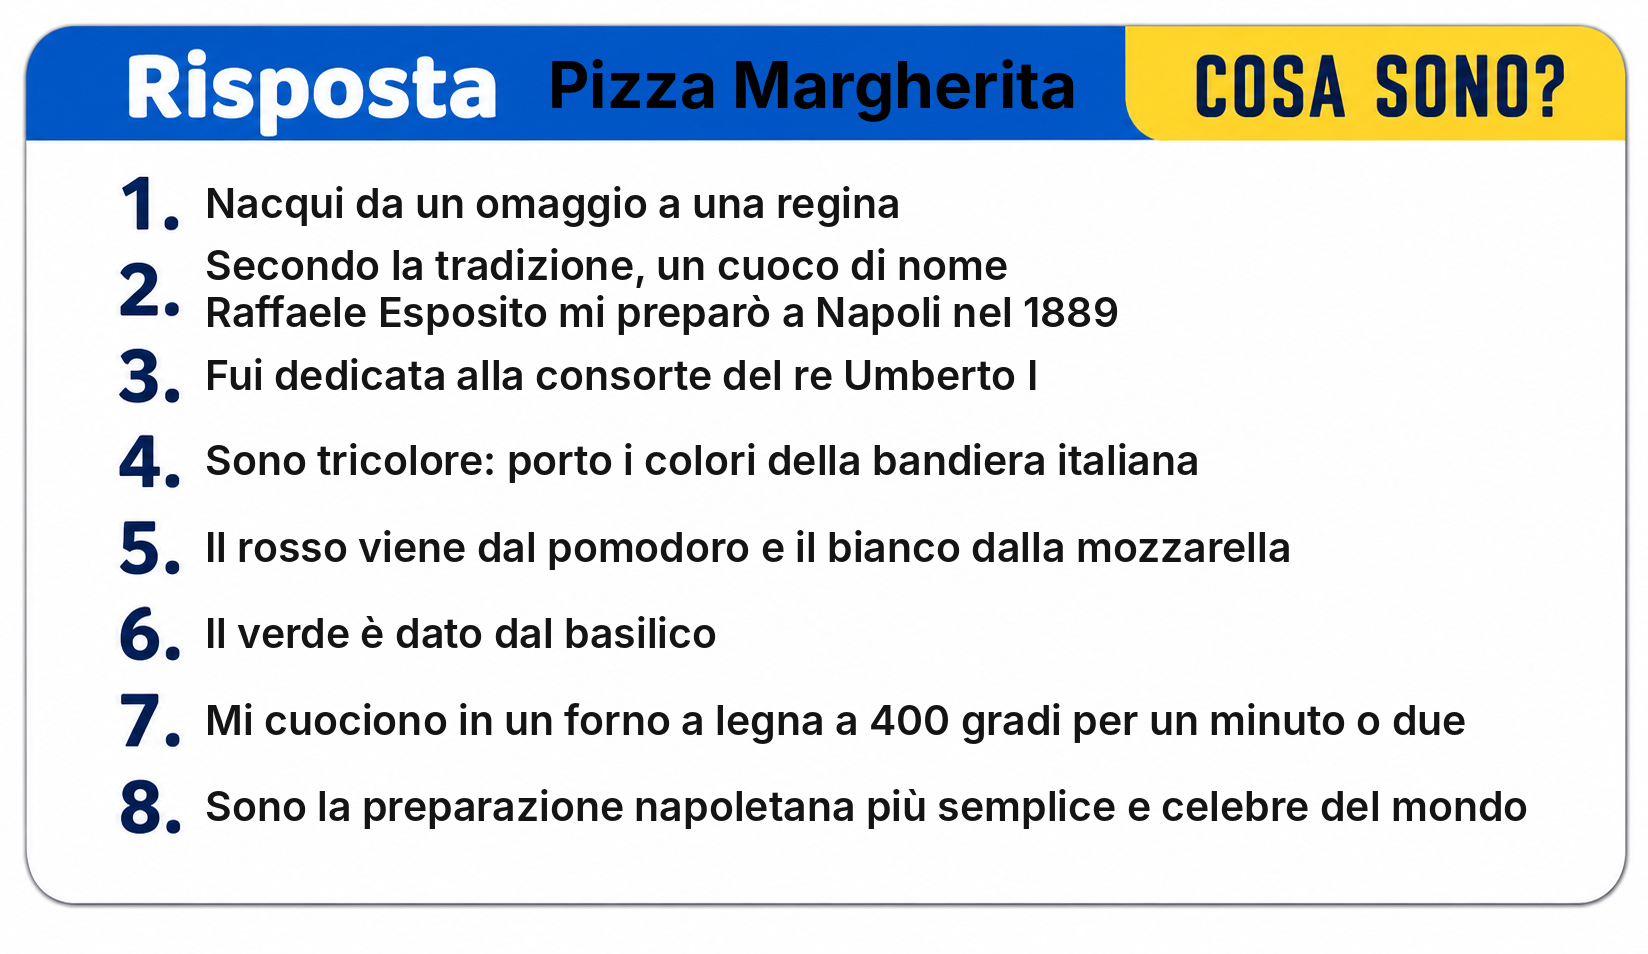 Risposta Pizza Margherita COSA SONO?
1. Nacqui da un omaggio a una regina
2. Secondo la tradizione, un cuoco di nome
Raffaele Esposito mi preparò a Napoli nel 1889
3. Fui dedicata alla consorte del re Umberto I
4. Sono tricolore: porto i colori della bandiera italiana
5. Il rosso viene dal pomodoro e il bianco dalla mozzarella
6. Il verde è dato dal basilico
7. Mi cuociono in un forno a legna a 400 gradi per un minuto o due
8. Sono la preparazione napoletana più semplice e celebre del mondo